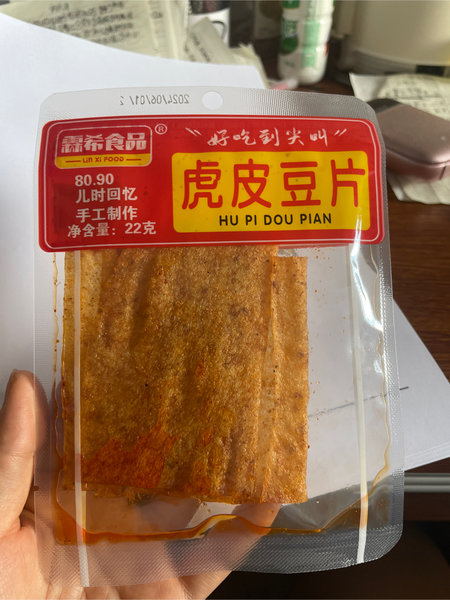 2024/06/01
霖希食品®
LIN XI FOOD
80.90
儿时回忆
手工制作
净含量：22克
好吃到尖叫
虎皮豆片
HU PI DOU PIAN